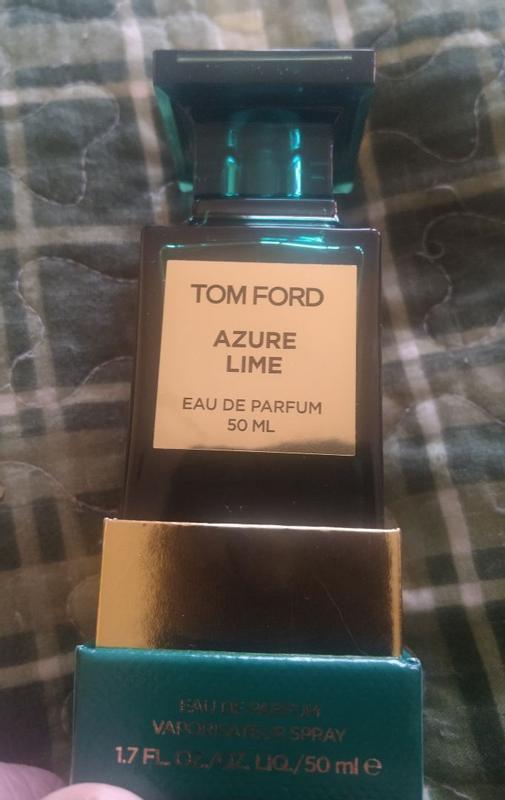 TOM FORD
AZURE
LIME
EAU DE PARFUM
50 ML
EAU DE PARFUM
VAPORISATEUR SPRAY
1.7 FL. OZ./OZ. LIQ./50 ml ℮